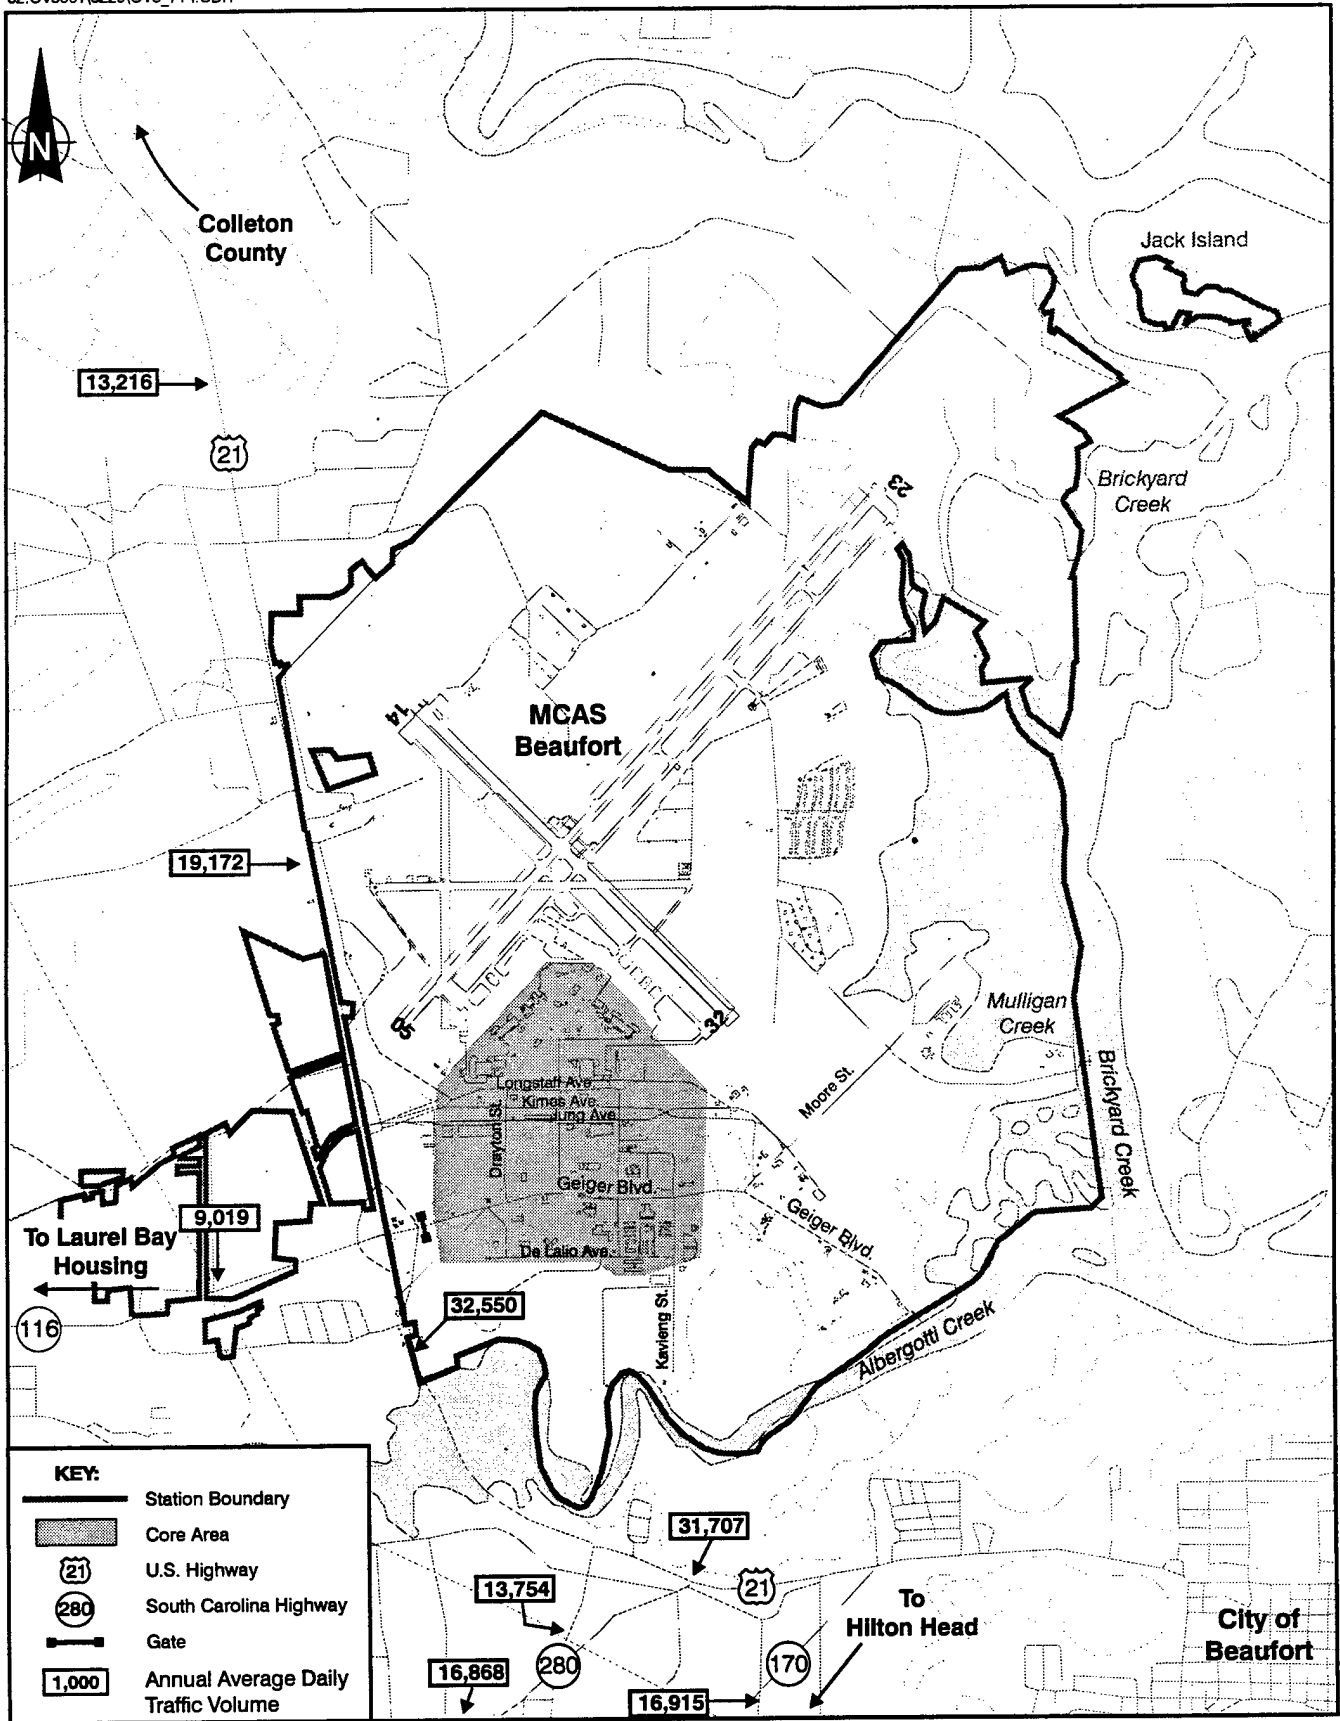 N
Colleton
County
Jack Island
13,216
21
23
Brickyard
Creek
14
MCAS
Beaufort
19,172
05
32
Mulligan
Creek
Longstaff Ave.
Kimes Ave.
Jung Ave.
Drayton St.
Moore St.
Brickyard Creek
Geiger Blvd.
Geiger Blvd.
9,019
To Laurel Bay
Housing
De Lalio Ave.
116
32,550
Kavieng St.
Albergotti Creek
KEY:
Station Boundary
Core Area
21
U.S. Highway
280
South Carolina Highway
Gate
1,000
Annual Average Daily
Traffic Volume
31,707
21
13,754
To
Hilton Head
City of
Beaufort
280
170
16,868
16,915